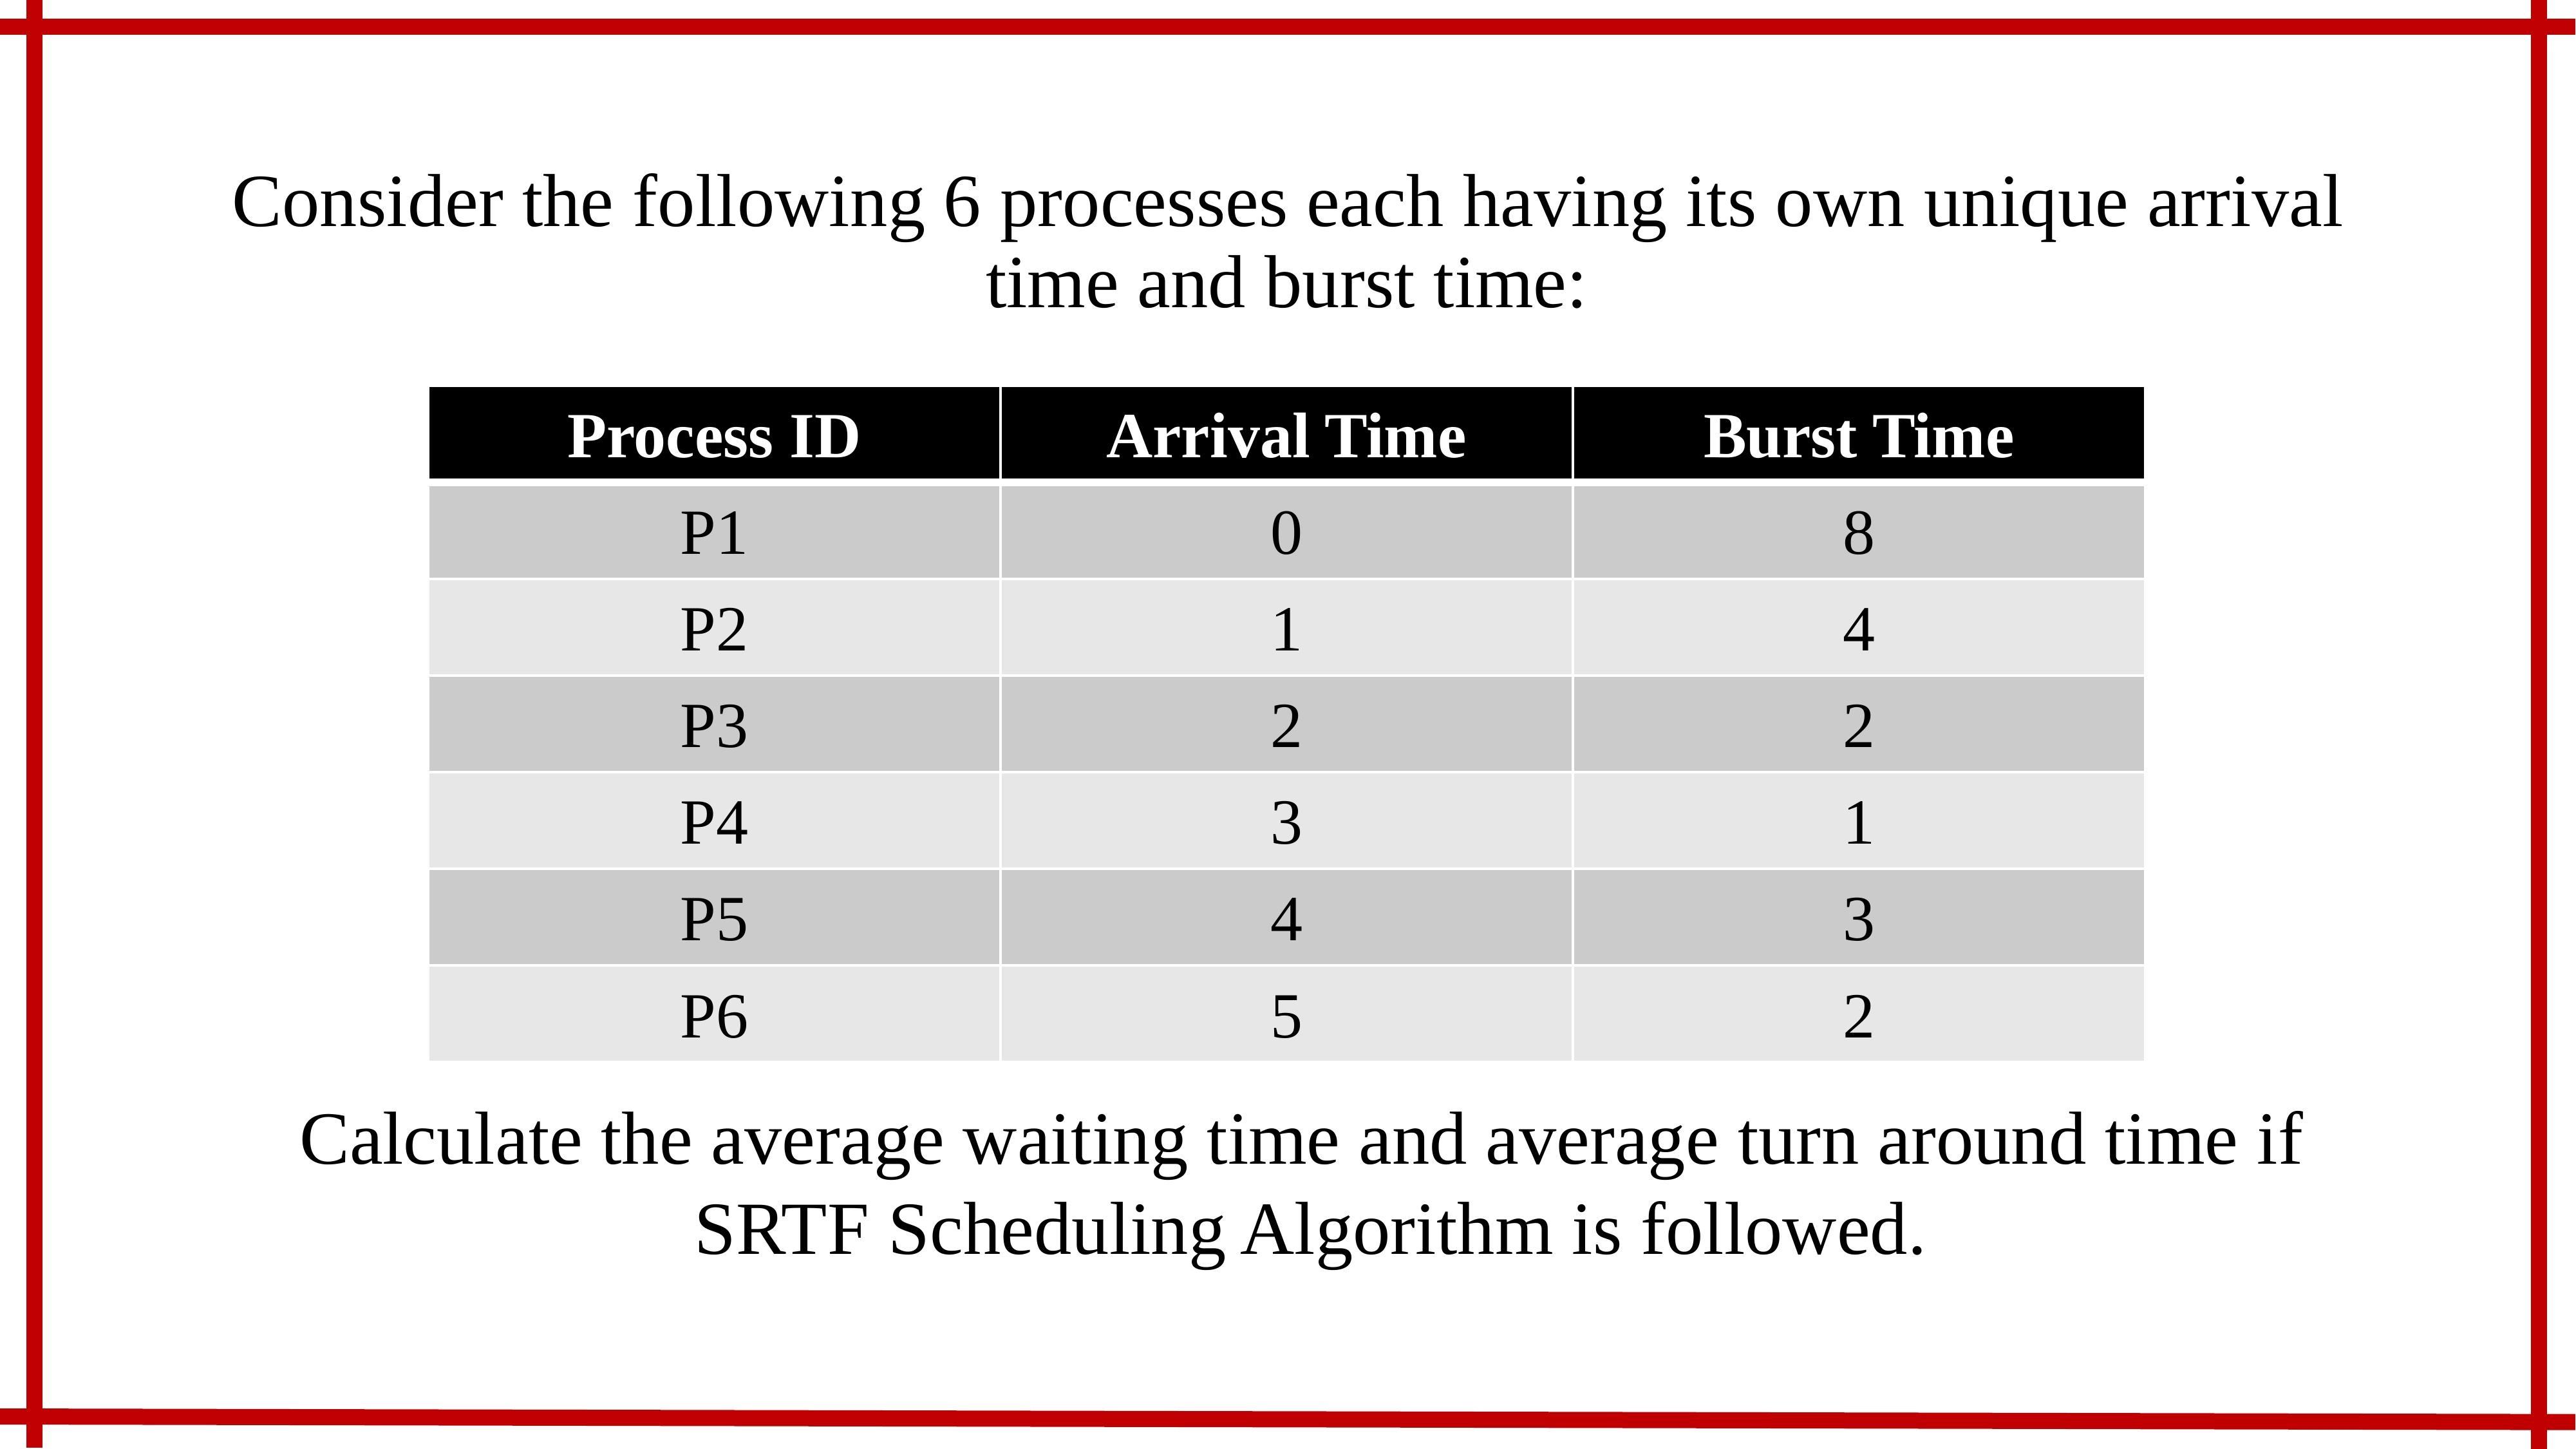 Consider the following 6 processes each having its own unique arrival
time and burst time:
Process ID Arrival Time Burst Time
P1 0 8
P2 1 4
P3 2 2
P4 3 1
P5 4 3
P6 5 2
Calculate the average waiting time and average turn around time if
SRTF Scheduling Algorithm is followed.